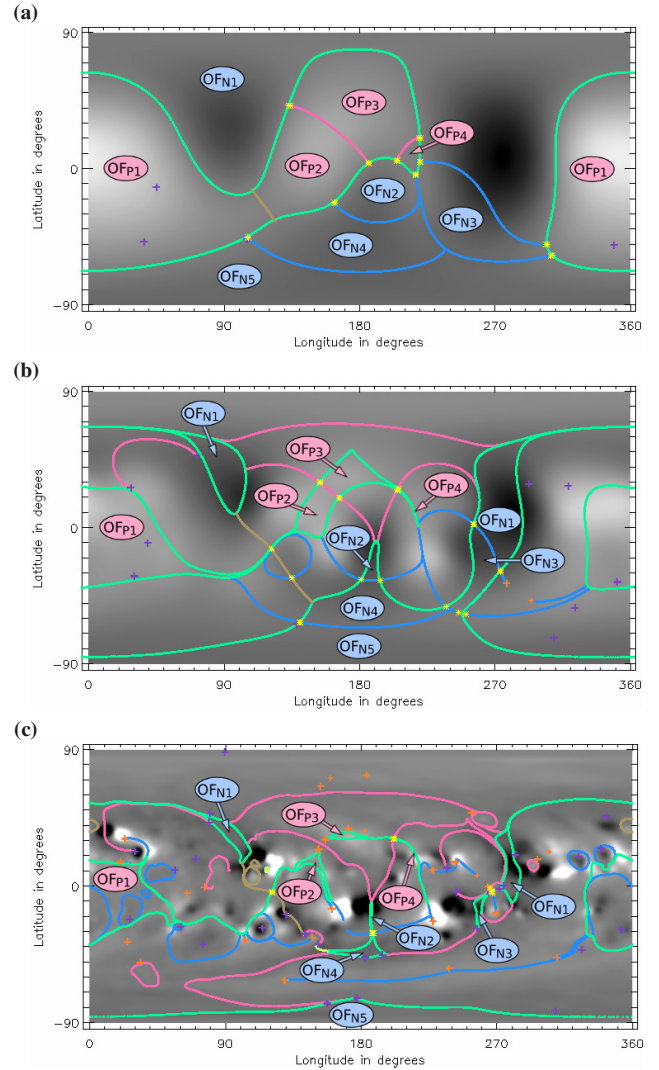 (a)
90
0
−90
Latitude in degrees
OFN1
OFP3
OFP4
OFP1
OFP2
OFN2
OFP1
OFN3
OFN4
OFN5
0 90 180 270 360
Longitude in degrees
(b)
90
0
−90
Latitude in degrees
OFN1
OFP3
OFP2
OFP4
OFN1
OFP1
OFN2
OFN3
OFN4
OFN5
0 90 180 270 360
Longitude in degrees
(c)
90
0
−90
Latitude in degrees
OFN1
OFP3
OFP1
OFP2
OFP4
OFN1
OFN2
OFN3
OFN4
OFN5
0 90 180 270 360
Longitude in degrees